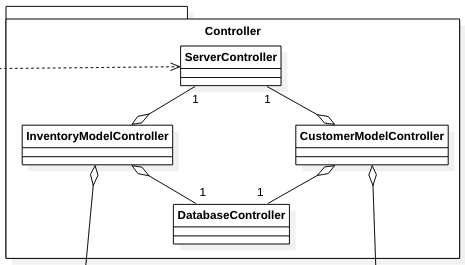 Controller
ServerController
1
1
InventoryModelController
CustomerModelController
1
1
DatabaseController